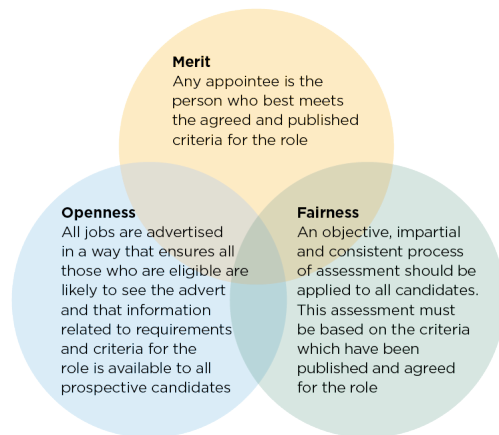 Merit
Any appointee is the
person who best meets
the agreed and published
criteria for the role
Openness
All jobs are advertised
in a way that ensures all
those who are eligible are
likely to see the advert
and that information
related to requirements
and criteria for the
role is available to all
prospective candidates
Fairness
An objective, impartial
and consistent process
of assessment should be
applied to all candidates.
This assessment must
be based on the criteria
which have been
published and agreed
for the role